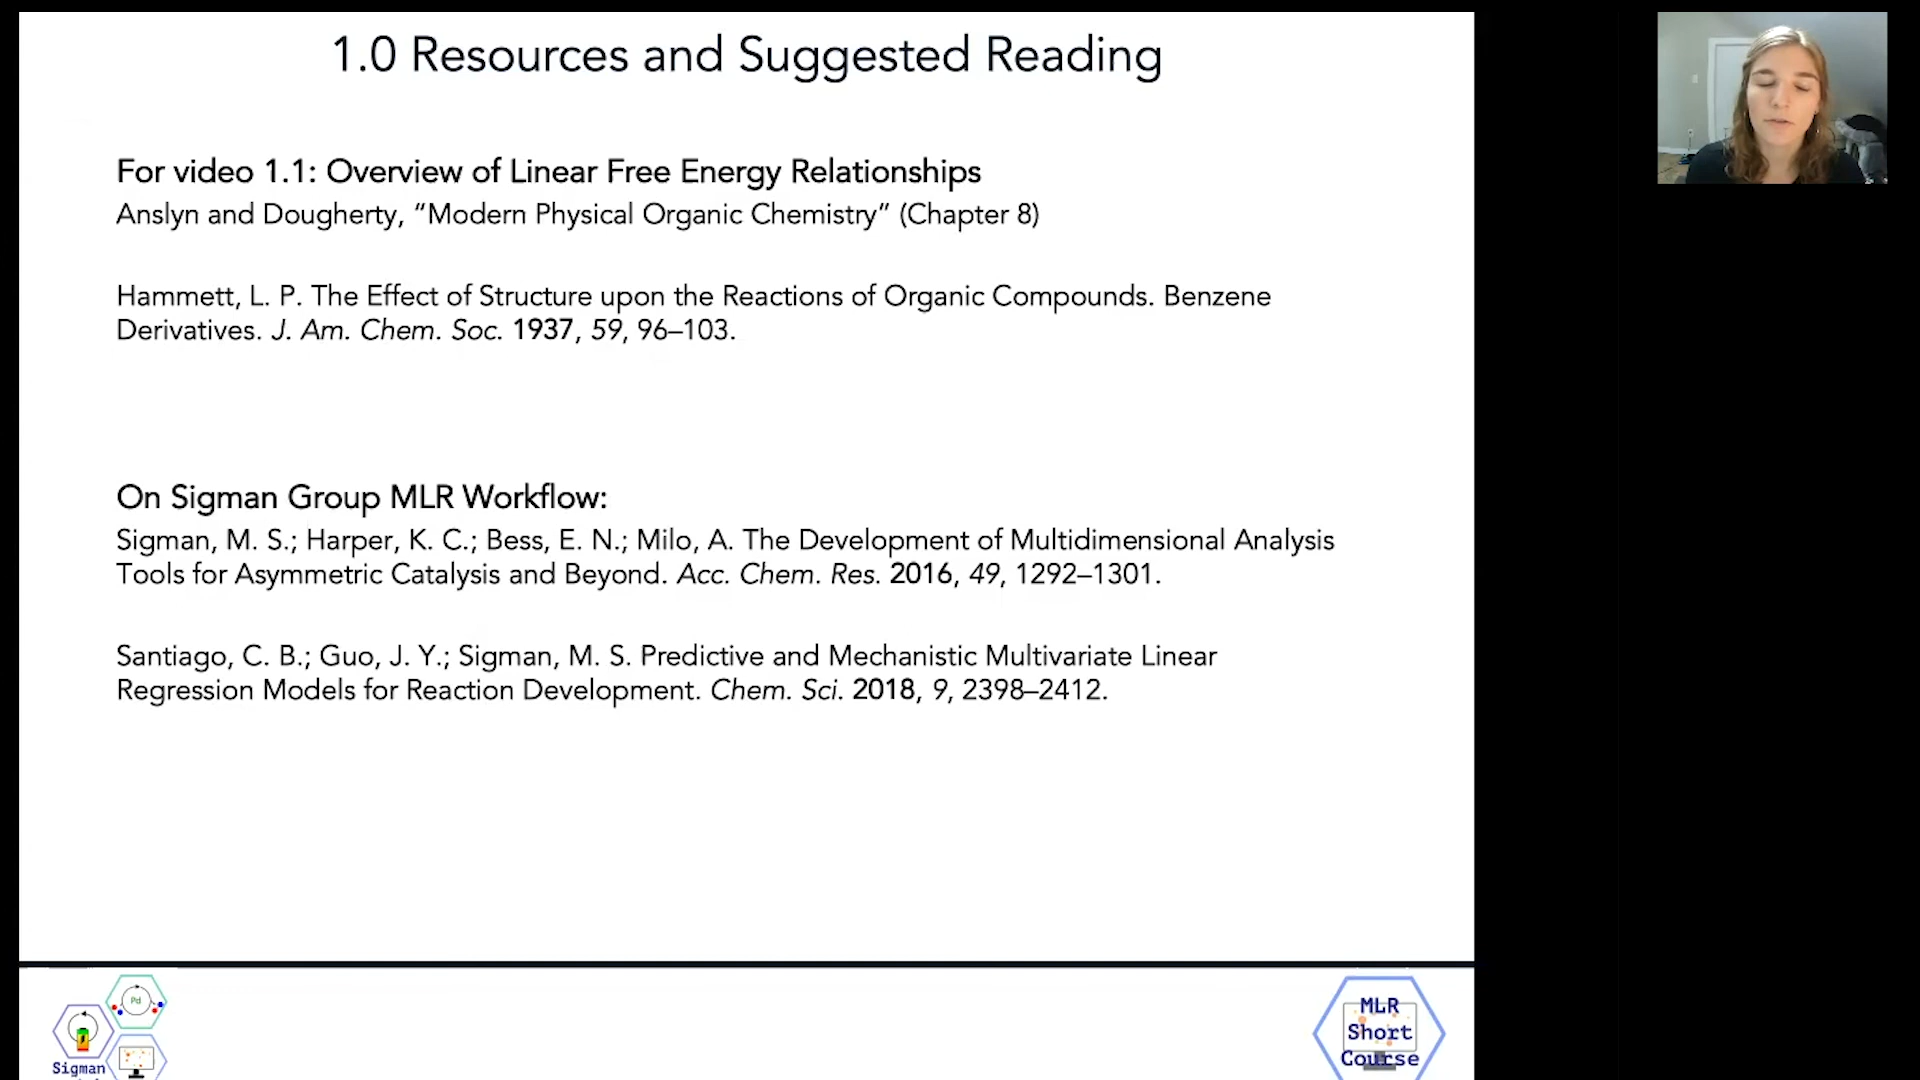 1.0 Resources and Suggested Reading
For video 1.1: Overview of Linear Free Energy Relationships
Anslyn and Dougherty, “Modern Physical Organic Chemistry” (Chapter 8)
Hammett, L. P. The Effect of Structure upon the Reactions of Organic Compounds. Benzene
Derivatives. J. Am. Chem. Soc. 1937, 59, 96–103.
On Sigman Group MLR Workflow:
Sigman, M. S.; Harper, K. C.; Bess, E. N.; Milo, A. The Development of Multidimensional Analysis
Tools for Asymmetric Catalysis and Beyond. Acc. Chem. Res. 2016, 49, 1292–1301.
Santiago, C. B.; Guo, J. Y.; Sigman, M. S. Predictive and Mechanistic Multivariate Linear
Regression Models for Reaction Development. Chem. Sci. 2018, 9, 2398–2412.
Pd
Sigman
MLR
Short
Course